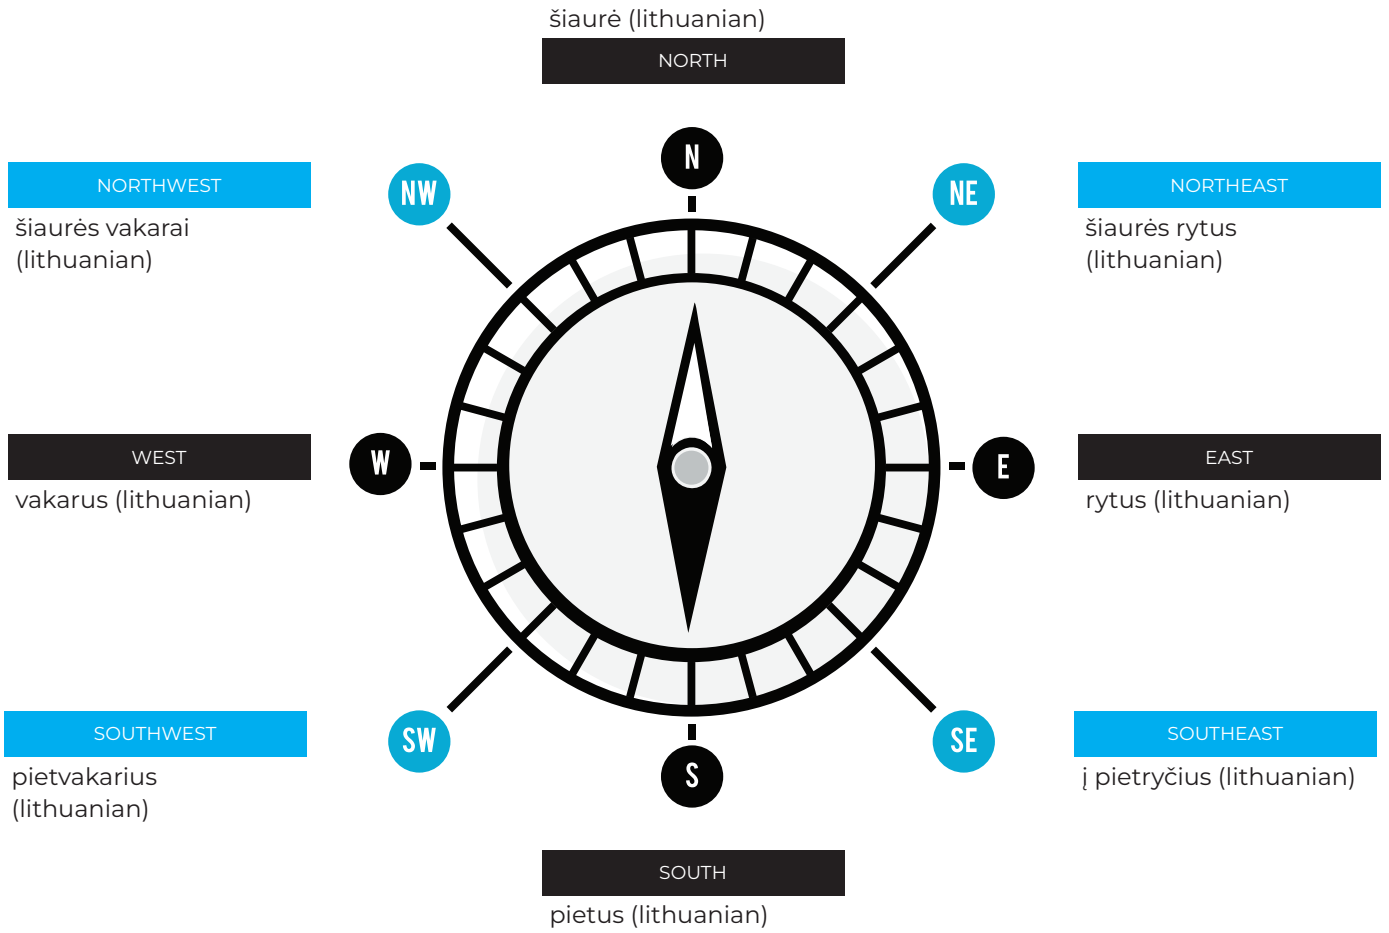 šiaurė (lithuanian)
NORTH
N
NORTHWEST
šiaurės vakarai
(lithuanian)
NW
NE
NORTHEAST
šiaurės rytus
(lithuanian)
WEST
vakarus (lithuanian)
W
E
EAST
rytus (lithuanian)
SOUTHWEST
pietvakarius
(lithuanian)
SW
SE
SOUTHEAST
į pietryčius (lithuanian)
S
SOUTH
pietus (lithuanian)